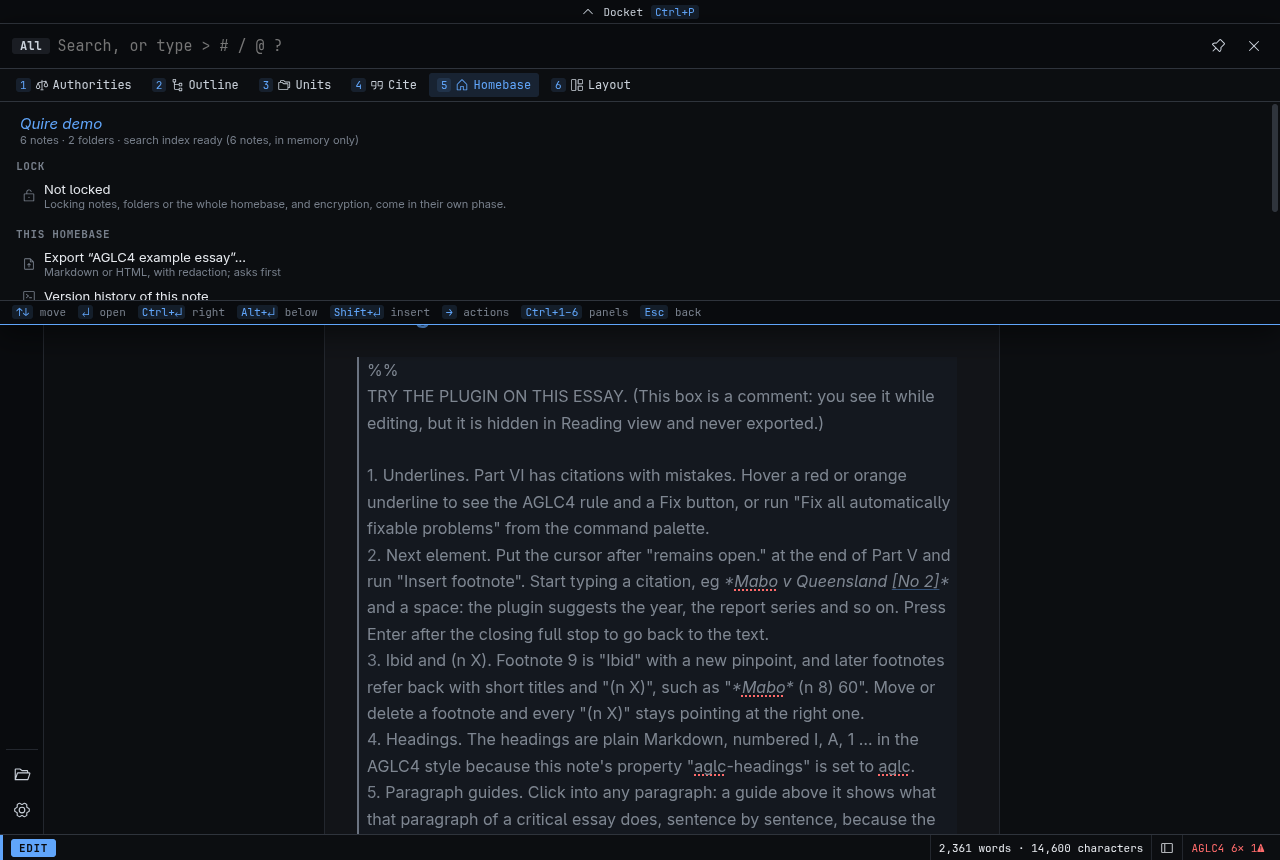 Docket Ctrl+P
All Search, or type > # / @ ?
1 Authorities 2 Outline 3 Units 4 Cite 5 Homebase 6 Layout
Quire demo
6 notes · 2 folders · search index ready (6 notes, in memory only)
LOCK
Not locked
Locking notes, folders or the whole homebase, and encryption, come in their own phase.
THIS HOMEBASE
Export “AGLC4 example essay”…
Markdown or HTML, with redaction; asks first
Version history of this note
↑↓ move ↵ open Ctrl+↵ right Alt+↵ below Shift+↵ insert → actions Ctrl+1–6 panels Esc back
%%
TRY THE PLUGIN ON THIS ESSAY. (This box is a comment: you see it while
editing, but it is hidden in Reading view and never exported.)
1. Underlines. Part VI has citations with mistakes. Hover a red or orange
underline to see the AGLC4 rule and a Fix button, or run "Fix all automatically
fixable problems" from the command palette.
2. Next element. Put the cursor after "remains open." at the end of Part V and
run "Insert footnote". Start typing a citation, eg *Mabo v Queensland [No 2]*
and a space: the plugin suggests the year, the report series and so on. Press
Enter after the closing full stop to go back to the text.
3. Ibid and (n X). Footnote 9 is "Ibid" with a new pinpoint, and later footnotes
refer back with short titles and "(n X)", such as "*Mabo* (n 8) 60". Move or
delete a footnote and every "(n X)" stays pointing at the right one.
4. Headings. The headings are plain Markdown, numbered I, A, 1 ... in the
AGLC4 style because this note's property "aglc-headings" is set to aglc.
5. Paragraph guides. Click into any paragraph: a guide above it shows what
that paragraph of a critical essay does, sentence by sentence, because the
EDIT 2,361 words · 14,600 characters AGLC4 6× 1⚠